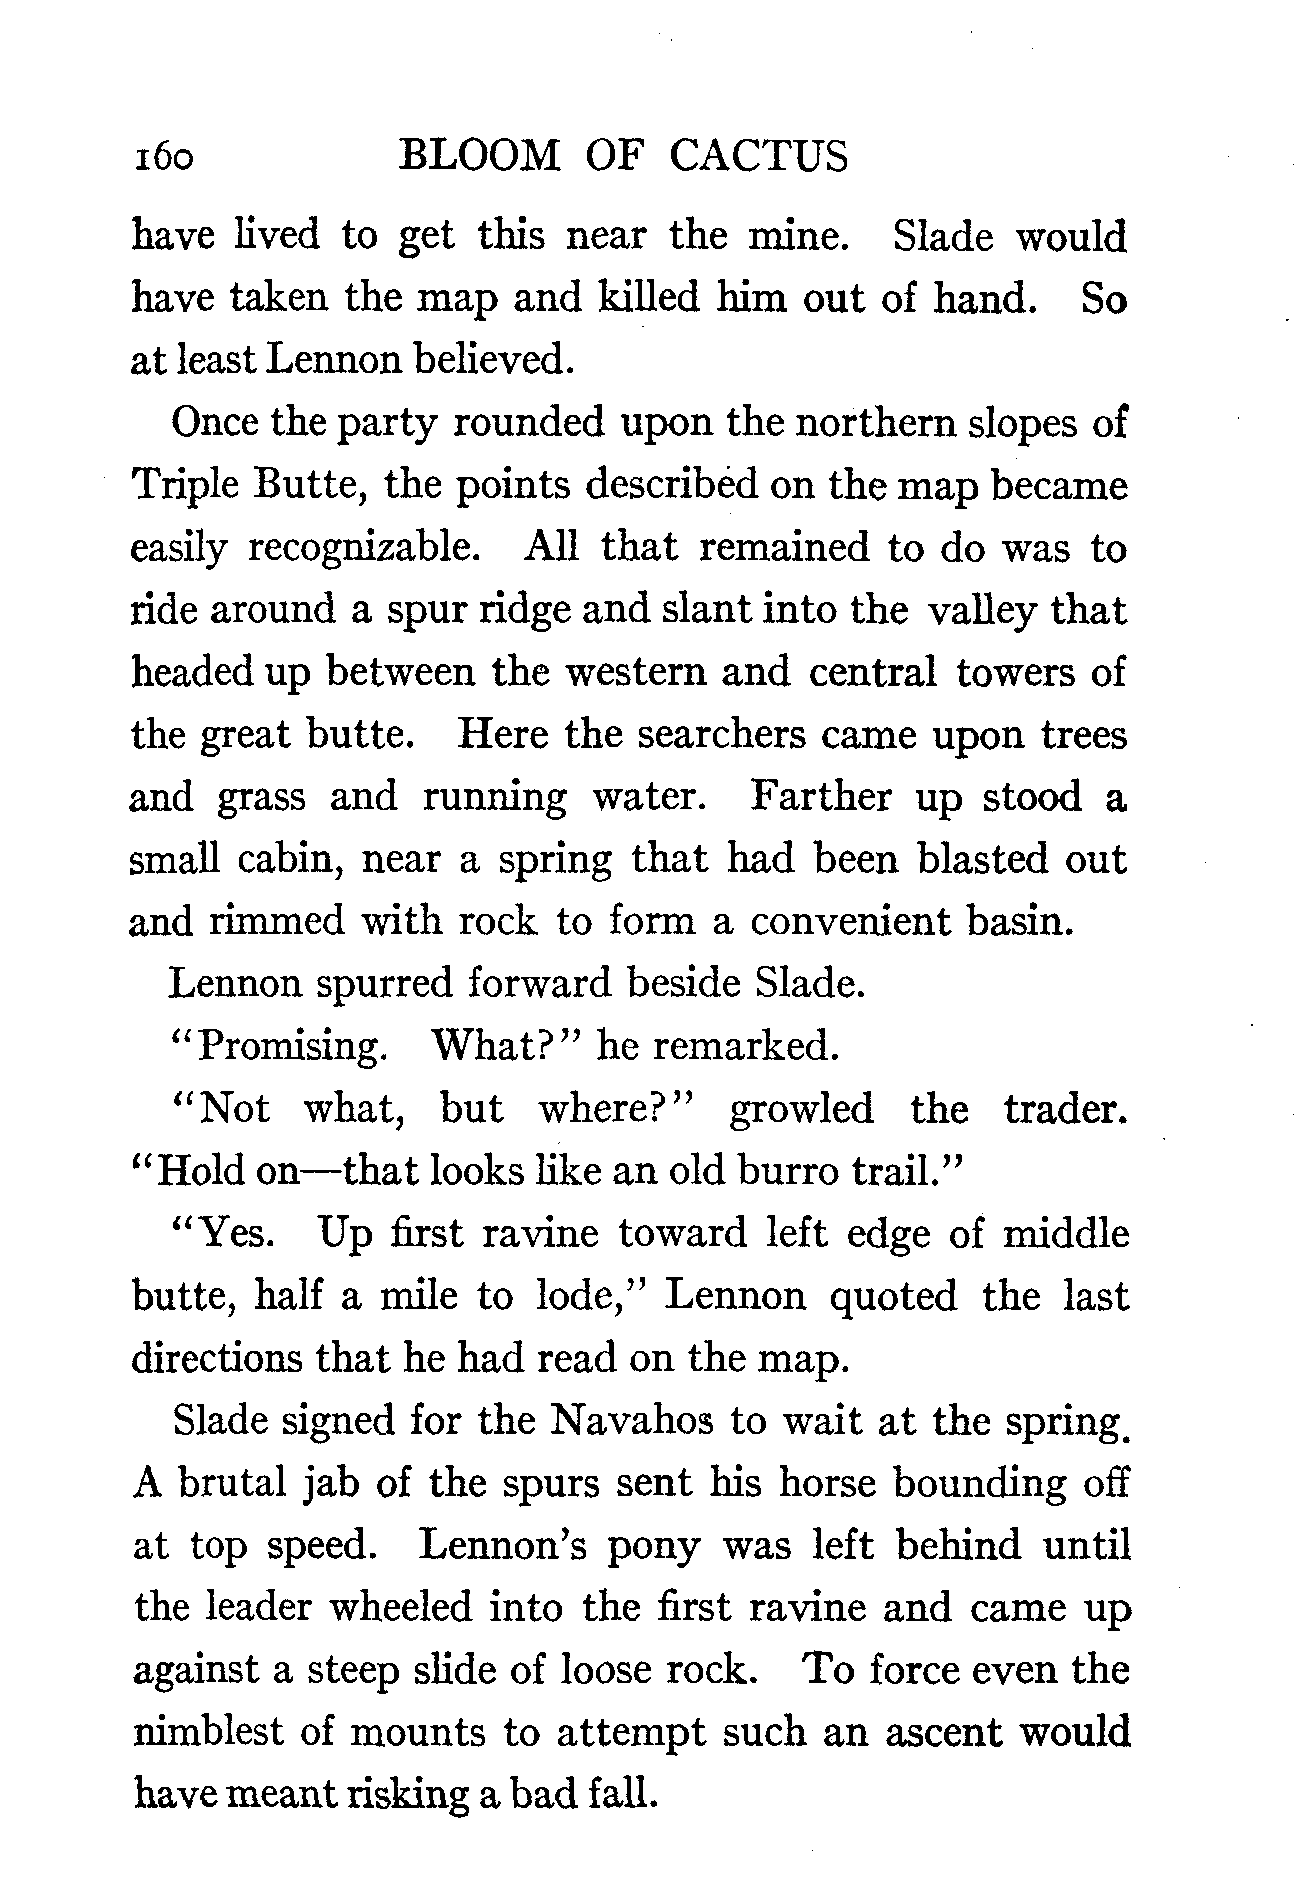 160 BLOOM OF CACTUS
have lived to get this near the mine. Slade would
have taken the map and killed him out of hand. So
at least Lennon believed.
Once the party rounded upon the northern slopes of
Triple Butte, the points described on the map became
easily recognizable. All that remained to do was to
ride around a spur ridge and slant into the valley that
headed up between the western and central towers of
the great butte. Here the searchers came upon trees
and grass and running water. Farther up stood a
small cabin, near a spring that had been blasted out
and rimmed with rock to form a convenient basin.
Lennon spurred forward beside Slade.
“Promising. What?” he remarked.
“Not what, but where?” growled the trader.
“Hold on—that looks like an old burro trail.”
“Yes. Up first ravine toward left edge of middle
butte, half a mile to lode,” Lennon quoted the last
directions that he had read on the map.
Slade signed for the Navahos to wait at the spring.
A brutal jab of the spurs sent his horse bounding off
at top speed. Lennon’s pony was left behind until
the leader wheeled into the first ravine and came up
against a steep slide of loose rock. To force even the
nimblest of mounts to attempt such an ascent would
have meant risking a bad fall.